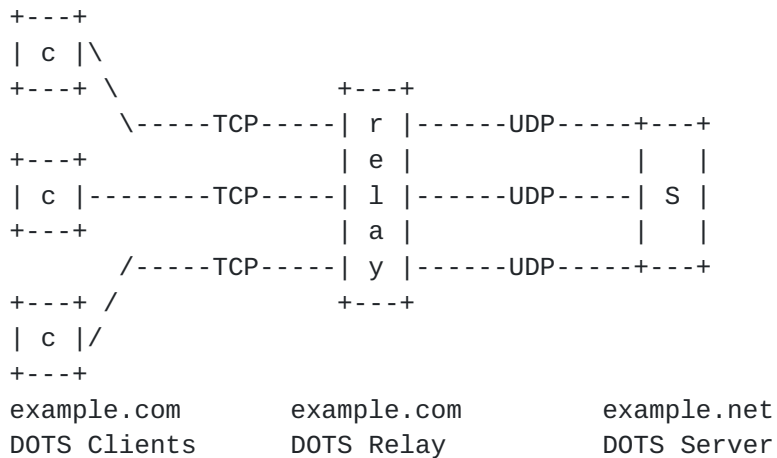 +---+
| c |\
+---+ \                +---+
       \-----TCP-----| r |------UDP-----+---+
+---+                | e |              |   |
| c |--------TCP-----| l |------UDP-----| S |
+---+                | a |              |   |
       /-----TCP-----| y |------UDP-----+---+
+---+ /              +---+
| c |/
+---+
example.com      example.com        example.net
DOTS Clients     DOTS Relay         DOTS Server